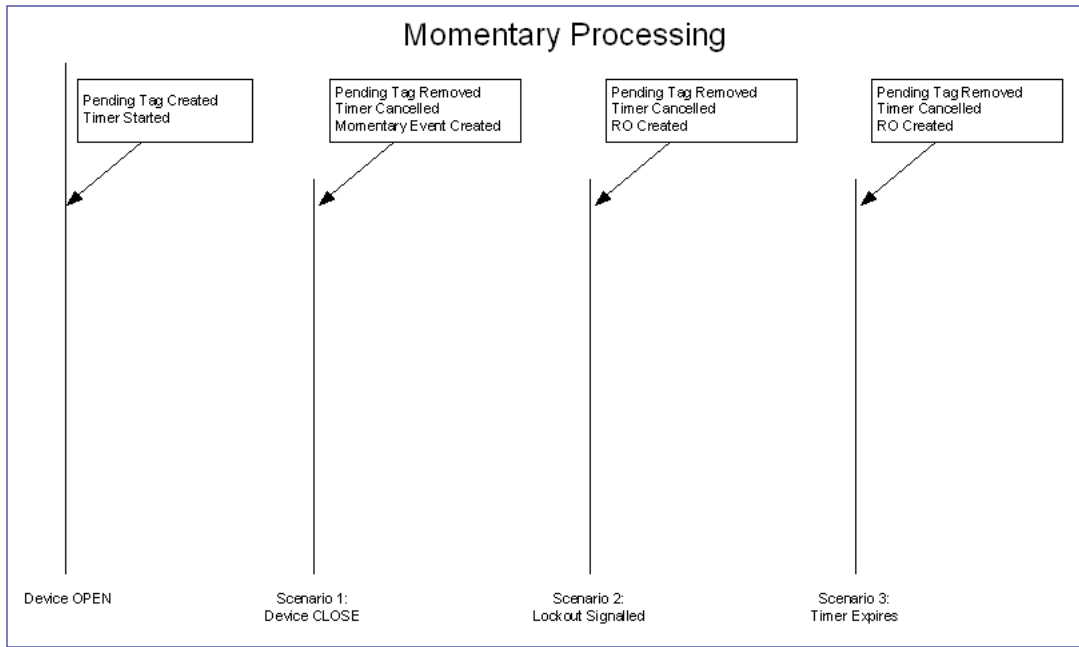 Momentary Processing
Pending Tag Created
Timer Started
Pending Tag Removed
Timer Cancelled
Momentary Event Created
Pending Tag Removed
Timer Cancelled
RO Created
Pending Tag Removed
Timer Cancelled
RO Created
Device OPEN
Scenario 1:
Device CLOSE
Scenario 2:
Lockout Signalled
Scenario 3:
Timer Expires